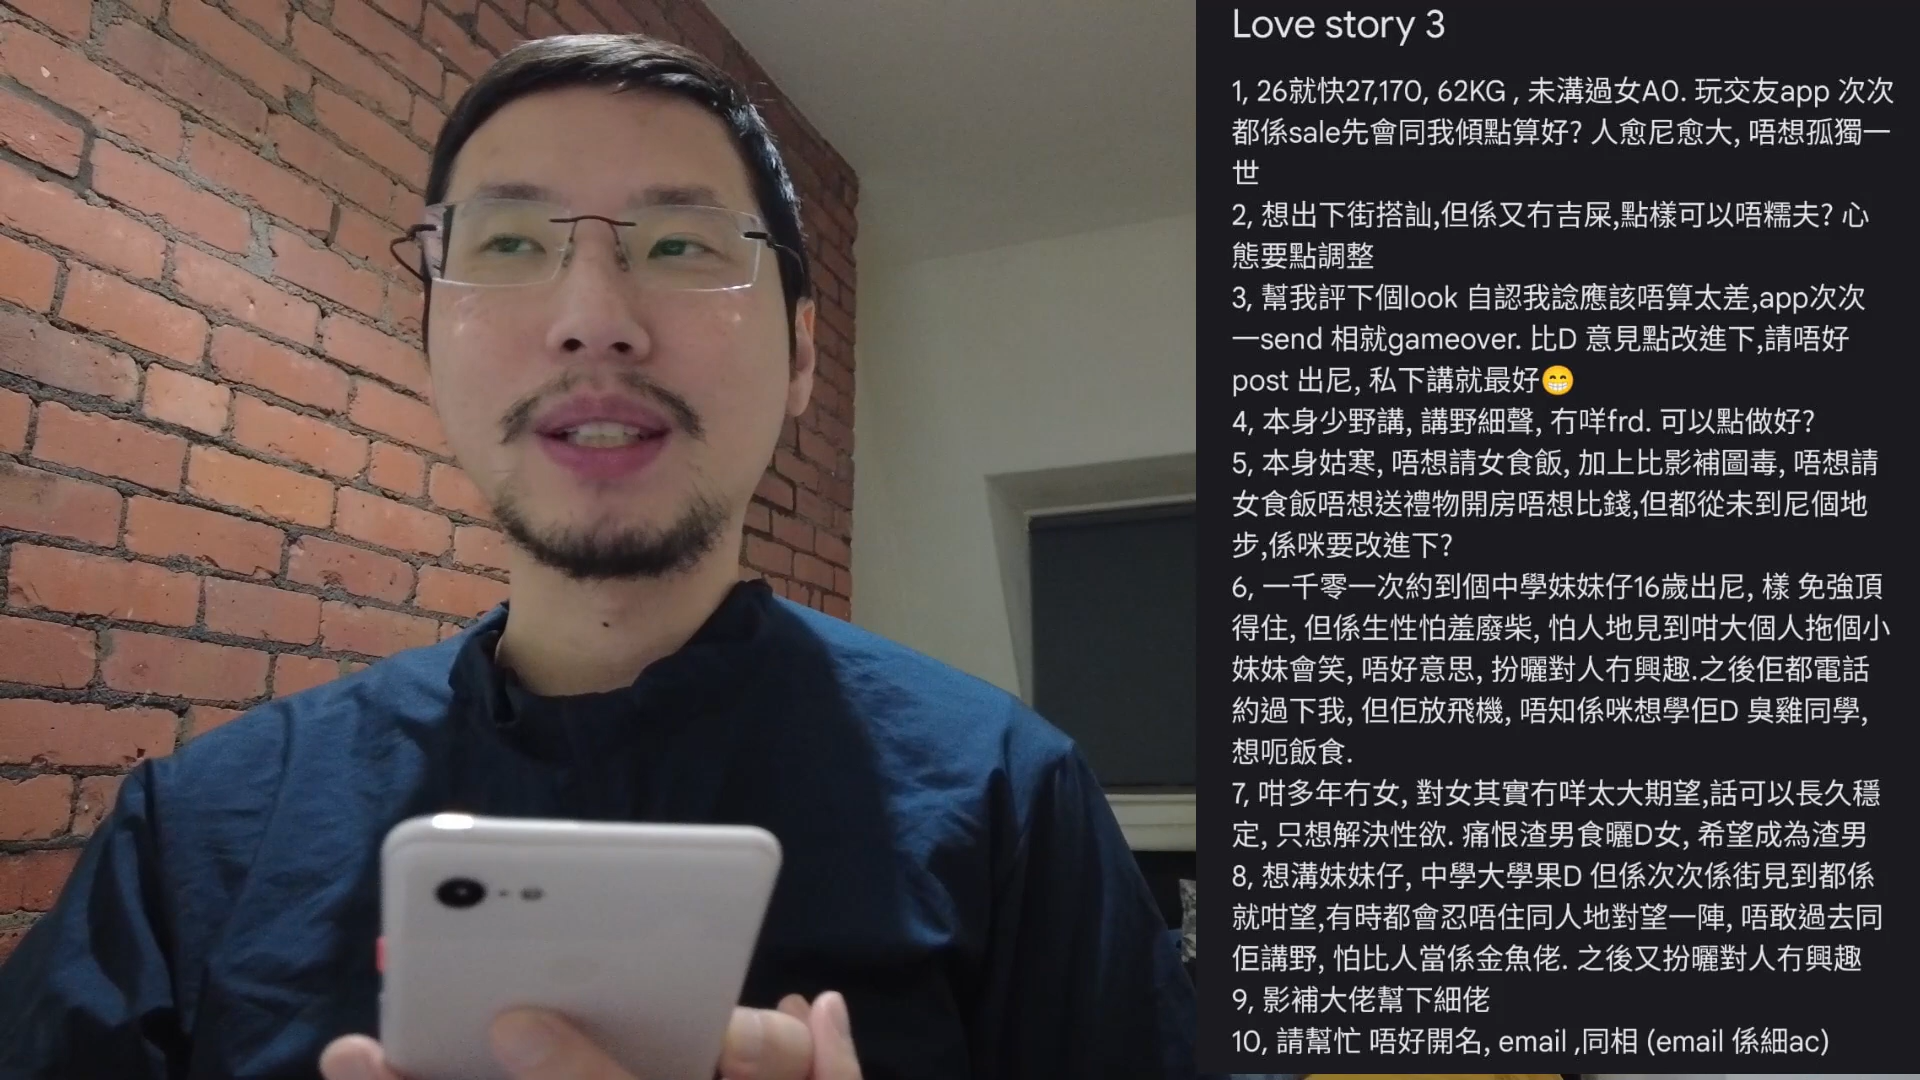 Love story 3
1, 26就快27,170, 62KG , 未溝過女A0. 玩交友app 次次
都係sale先會同我傾點算好? 人愈尼愈大, 唔想孤獨一
世
2, 想出下街搭訕,但係又冇吉屎,點樣可以唔糯夫? 心
態要點調整
3, 幫我評下個look 自認我諗應該唔算太差,app次次
一send 相就gameover. 比D 意見點改進下,請唔好
post 出尼, 私下講就最好😁
4, 本身少野講, 講野細聲, 冇咩frd. 可以點做好?
5, 本身姑寒, 唔想請女食飯, 加上比影補圖毒, 唔想請
女食飯唔想送禮物開房唔想比錢,但都從未到尼個地
步,係咪要改進下?
6, 一千零一次約到個中學妹妹仔16歲出尼, 樣 免強頂
得住, 但係生性怕羞廢柴, 怕人地見到咁大個人拖個小
妹妹會笑, 唔好意思, 扮曬對人冇興趣.之後佢都電話
約過下我, 但佢放飛機, 唔知係咪想學佢D 臭雞同學,
想呃飯食.
7, 咁多年冇女, 對女其實冇咩太大期望,話可以長久穩
定, 只想解決性欲. 痛恨渣男食曬D女, 希望成為渣男
8, 想溝妹妹仔, 中學大學果D 但係次次係街見到都係
就咁望,有時都會忍唔住同人地對望一陣, 唔敢過去同
佢講野, 怕比人當係金魚佬. 之後又扮曬對人冇興趣
9, 影補大佬幫下細佬
10, 請幫忙 唔好開名, email ,同相 (email 係細ac)